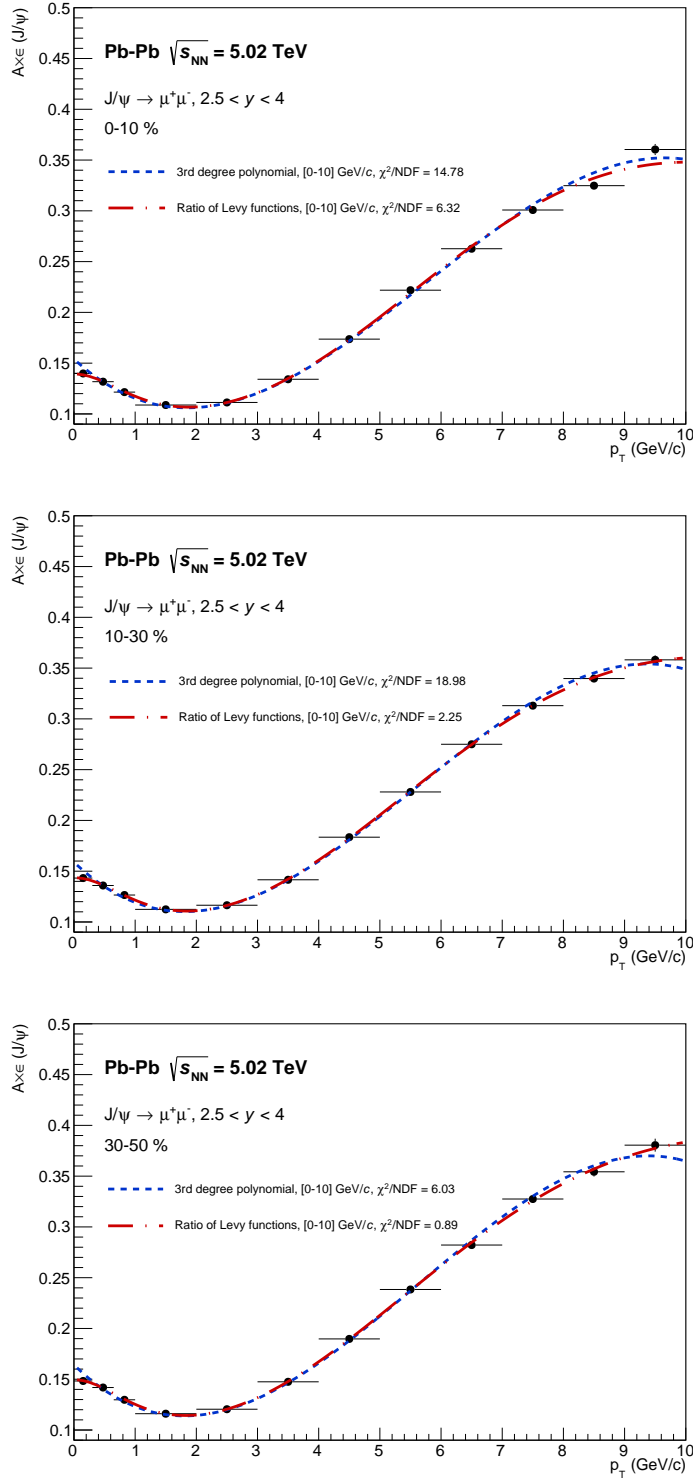 A×ϵ (J/ψ)
0.5
0.45
0.4
0.35
0.3
0.25
0.2
0.15
0.1
Pb-Pb √sNN = 5.02 TeV
J/ψ → μ⁺μ⁻, 2.5 < y < 4
0-10 %
3rd degree polynomial, [0-10] GeV/c, χ²/NDF = 14.78
Ratio of Levy functions, [0-10] GeV/c, χ²/NDF = 6.32
0 1 2 3 4 5 6 7 8 9 10
pT (GeV/c)
A×ϵ (J/ψ)
0.5
0.45
0.4
0.35
0.3
0.25
0.2
0.15
0.1
Pb-Pb √sNN = 5.02 TeV
J/ψ → μ⁺μ⁻, 2.5 < y < 4
10-30 %
3rd degree polynomial, [0-10] GeV/c, χ²/NDF = 18.98
Ratio of Levy functions, [0-10] GeV/c, χ²/NDF = 2.25
0 1 2 3 4 5 6 7 8 9 10
pT (GeV/c)
A×ϵ (J/ψ)
0.5
0.45
0.4
0.35
0.3
0.25
0.2
0.15
0.1
Pb-Pb √sNN = 5.02 TeV
J/ψ → μ⁺μ⁻, 2.5 < y < 4
30-50 %
3rd degree polynomial, [0-10] GeV/c, χ²/NDF = 6.03
Ratio of Levy functions, [0-10] GeV/c, χ²/NDF = 0.89
0 1 2 3 4 5 6 7 8 9 10
pT (GeV/c)